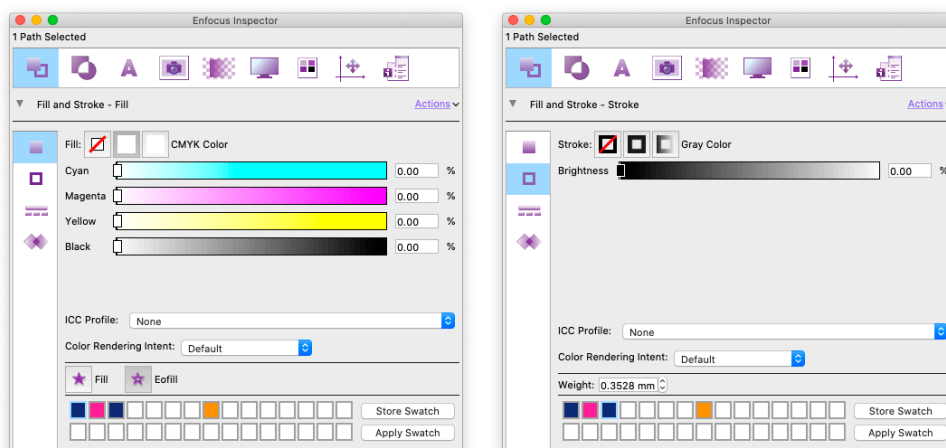 Enfocus Inspector
1 Path Selected
Fill and Stroke - Fill
Actions
Fill:
CMYK Color
Cyan
0.00 %
Magenta
0.00 %
Yellow
0.00 %
Black
0.00 %
ICC Profile: None
Color Rendering Intent: Default
Fill
Eofill
Store Swatch
Apply Swatch
Enfocus Inspector
1 Path Selected
Fill and Stroke - Stroke
Actions
Stroke:
Gray Color
Brightness
0.00 %
ICC Profile: None
Color Rendering Intent: Default
Weight: 0.3528 mm
Store Swatch
Apply Swatch